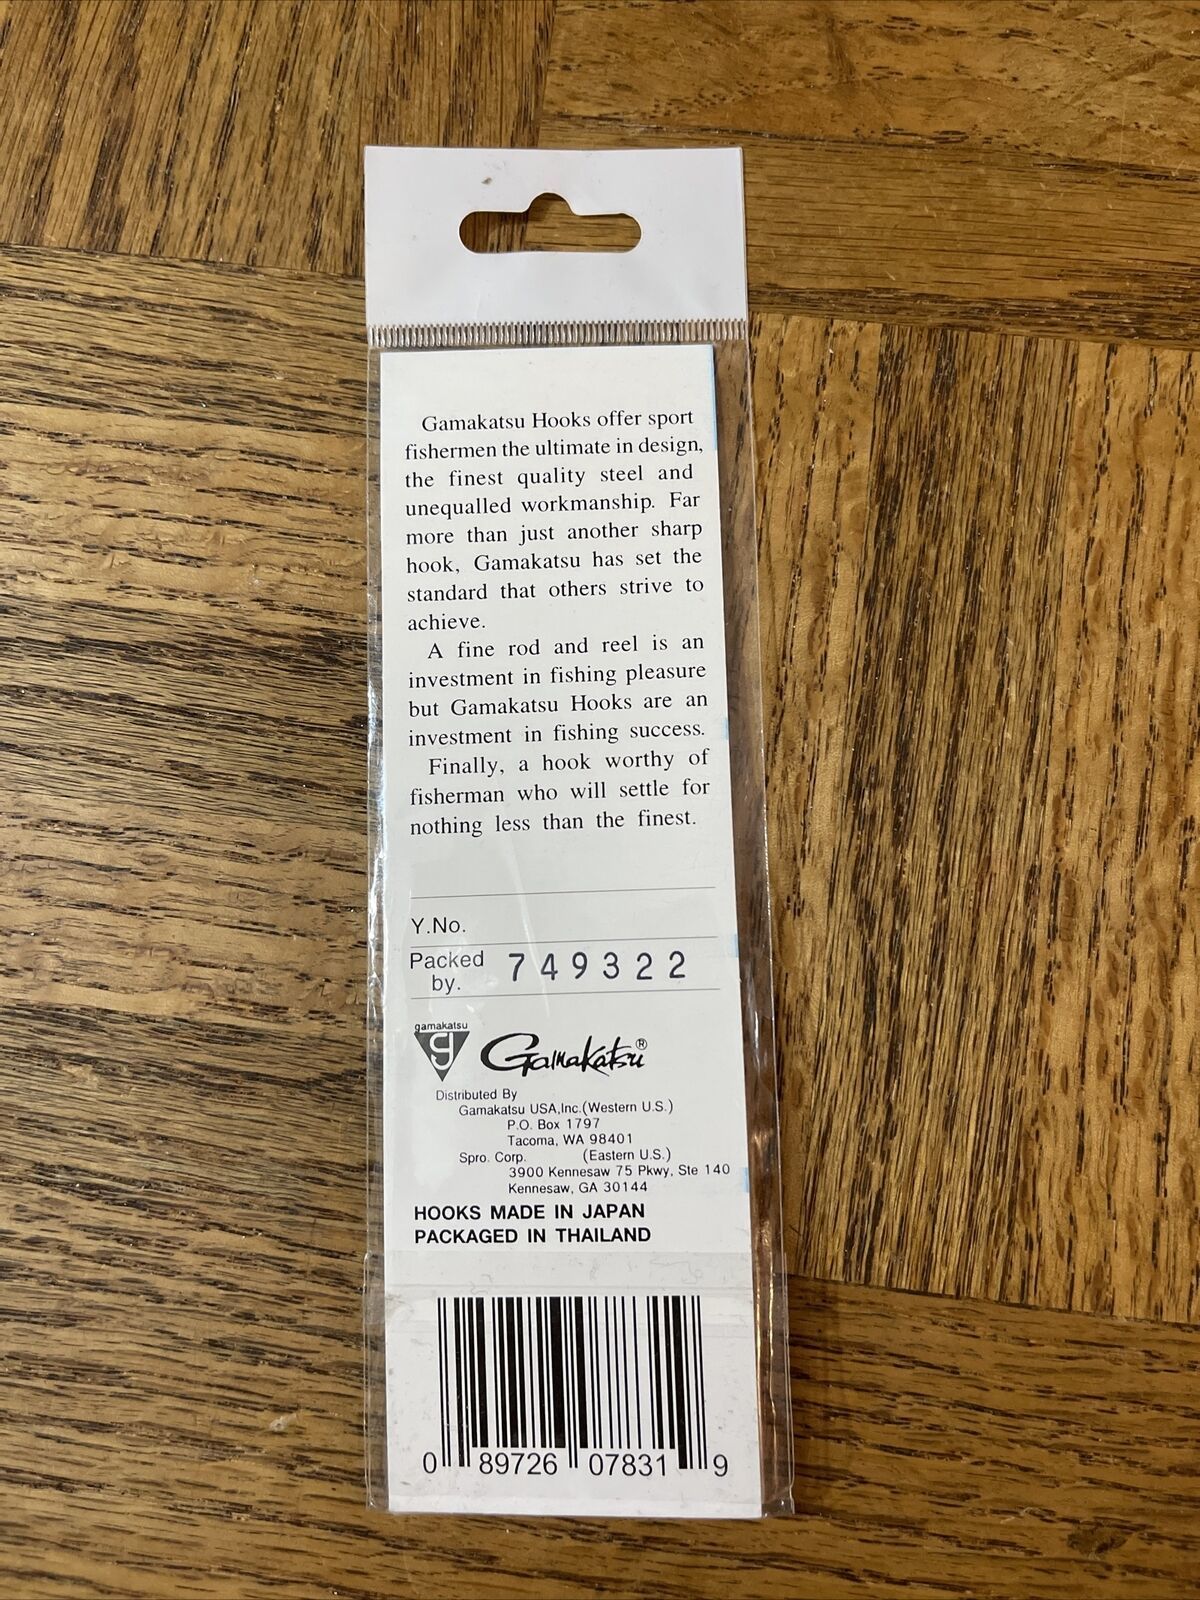 Gamakatsu Hooks offer sport
fishermen the ultimate in design,
the finest quality steel and
unequalled workmanship. Far
more than just another sharp
hook, Gamakatsu has set the
standard that others strive to
achieve.
A fine rod and reel is an
investment in fishing pleasure
but Gamakatsu Hooks are an
investment in fishing success.
Finally, a hook worthy of
fisherman who will settle for
nothing less than the finest.
Y.No.
Packed by. 749322
gamakatsu
G
Gamakatsu®
Distributed By
Gamakatsu USA,Inc.(Western U.S.)
P.O. Box 1797
Tacoma, WA 98401
Spro. Corp. (Eastern U.S.)
3900 Kennesaw 75 Pkwy, Ste 140
Kennesaw, GA 30144
HOOKS MADE IN JAPAN
PACKAGED IN THAILAND
0 89726 07831 9